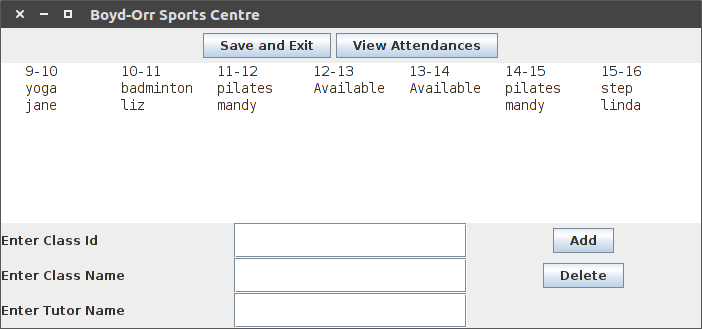 Boyd-Orr Sports Centre
Save and Exit View Attendances
9-10 10-11 11-12 12-13 13-14 14-15 15-16
yoga badminton pilates Available Available pilates step
jane liz mandy mandy linda
Enter Class Id Add
Enter Class Name Delete
Enter Tutor Name